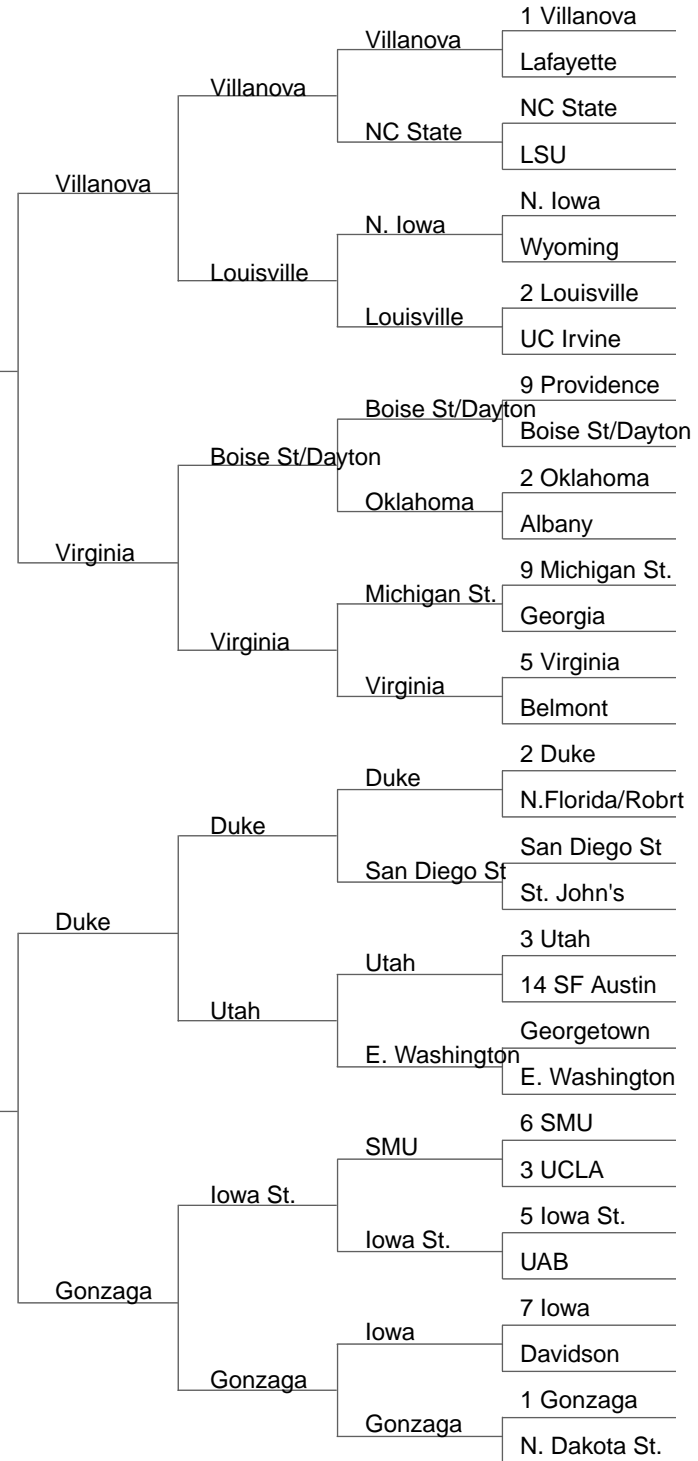 1 Villanova
Villanova
Lafayette
Villanova
NC State
NC State
LSU
Villanova
N. Iowa
N. Iowa
Wyoming
Louisville
2 Louisville
Louisville
UC Irvine
9 Providence
Boise St/Dayton
Boise St/Dayton
Boise St/Dayton
2 Oklahoma
Oklahoma
Albany
Virginia
9 Michigan St.
Michigan St.
Georgia
Virginia
5 Virginia
Virginia
Belmont
2 Duke
Duke
N.Florida/Robrt
Duke
San Diego St
San Diego St
St. John's
Duke
3 Utah
Utah
14 SF Austin
Utah
Georgetown
E. Washington
E. Washington
6 SMU
SMU
3 UCLA
Iowa St.
5 Iowa St.
Iowa St.
UAB
Gonzaga
7 Iowa
Iowa
Davidson
Gonzaga
1 Gonzaga
Gonzaga
N. Dakota St.